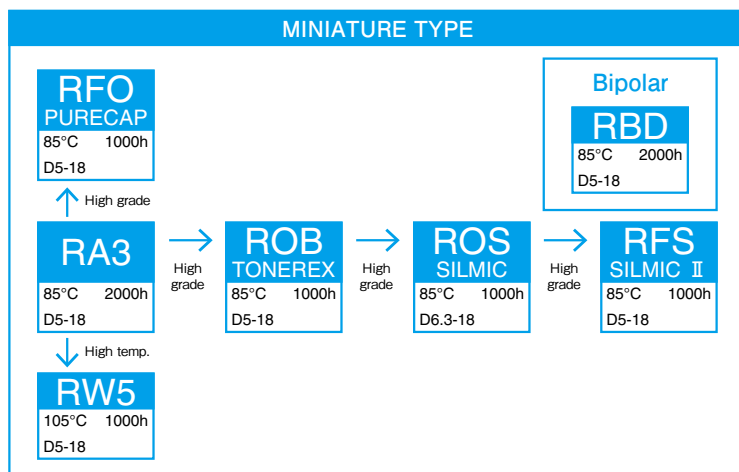 MINIATURE TYPE
RFO
PURECAP
85°C 1000h
D5-18
Bipolar
RBD
85°C 2000h
D5-18
High grade
RA3
85°C 2000h
D5-18
High
grade
ROB
TONEREX
85°C 1000h
D5-18
High
grade
ROS
SILMIC
85°C 1000h
D6.3-18
High
grade
RFS
SILMIC Ⅱ
85°C 1000h
D5-18
High temp.
RW5
105°C 1000h
D5-18